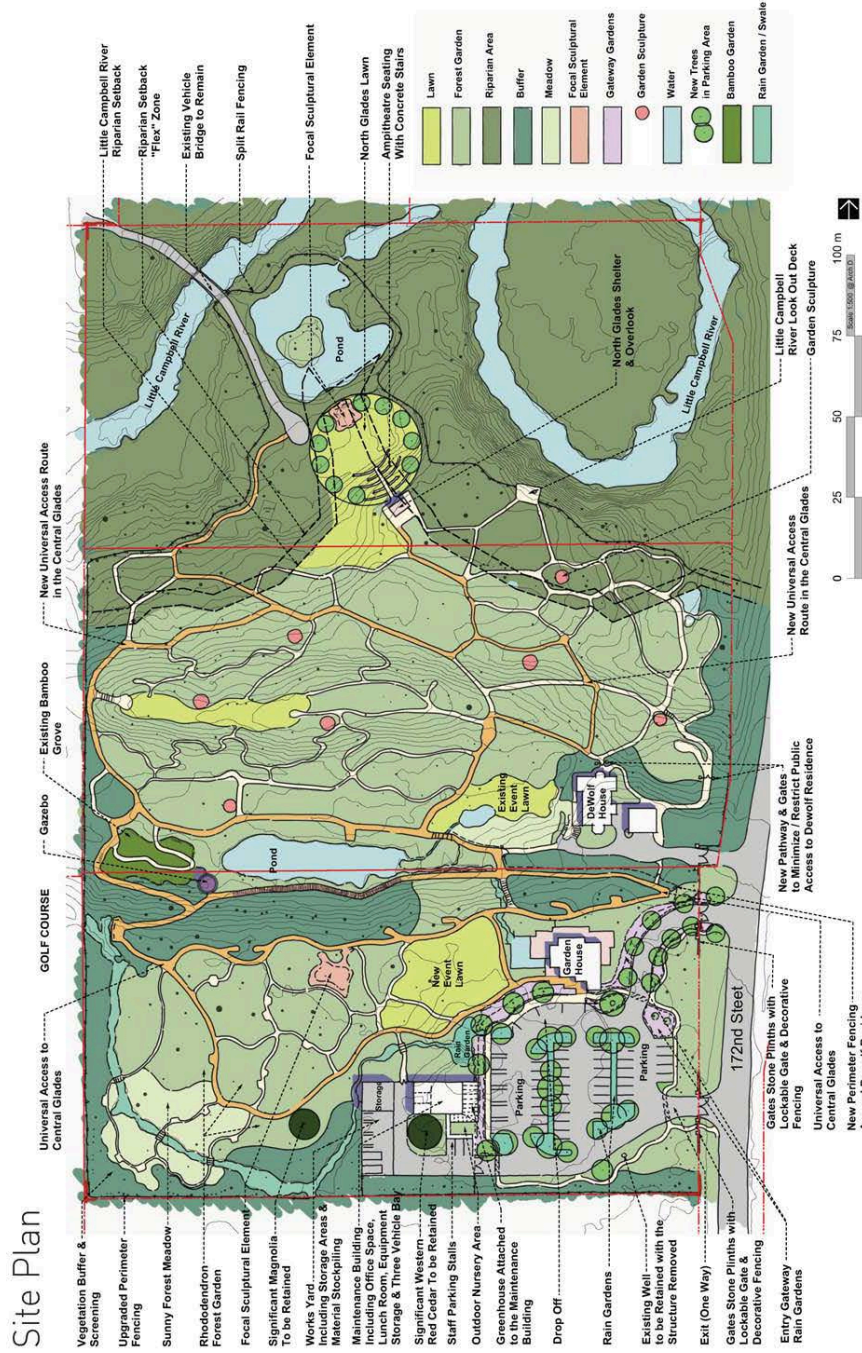 Site Plan
Vegetation Buffer &
Screening
Upgraded Perimeter
Fencing
Sunny Forest Meadow
Rhododendron
Forest Garden
Focal Sculptural Element
Significant Magnolia
To be Retained
Works Yard
Including Storage Areas &
Material Stockpiling
Maintenance Building
Including Office Space,
Lunch Room, Equipment
Storage & Three Vehicle Bay
Significant Western
Red Cedar To be Retained
Staff Parking Stalls
Outdoor Nursery Area
Greenhouse Attached
to the Maintenance
Building
Drop Off
Rain Gardens
Existing Well
to be Retained with the
Structure Removed
Exit (One Way)
Gates Stone Plinths with
Lockable Gate &
Decorative Fencing
Entry Gateway
Rain Gardens
Universal Access to
Central Glades
GOLF COURSE
Gazebo
Existing Bamboo
Grove
New Universal Access Route
in the Central Glades
Little Campbell River
Riparian Setback
Riparian Setback
"Flex" Zone
Existing Vehicle
Bridge to Remain
Split Rail Fencing
Focal Sculptural Element
North Glades Lawn
Ampitheatre Seating
With Concrete Stairs
Little Campbell River
Pond
Pond
New
Event Lawn
Existing
Event Lawn
Garden
House
DeWolf
House
Storage
Rain
Garden
Parking
Parking
172nd Steet
Little Campbell River
North Glades Shelter
& Overlook
Little Campbell
River Look Out Deck
Garden Sculpture
New Universal Access
Route in the Central Glades
New Pathway & Gates
to Minimize / Restrict Public
Access to Dewolf Residence
Gates Stone Plinths with
Lockable Gate & Decorative
Fencing
Universal Access to
Central Glades
New Perimeter Fencing
Lawn
Forest Garden
Riparian Area
Buffer
Meadow
Focal Sculptural
Element
Gateway Gardens
Garden Sculpture
Water
New Trees
in Parking Area
Bamboo Garden
Rain Garden / Swale
0
25
50
75
100 m
Scale 1:500 @ Arch D